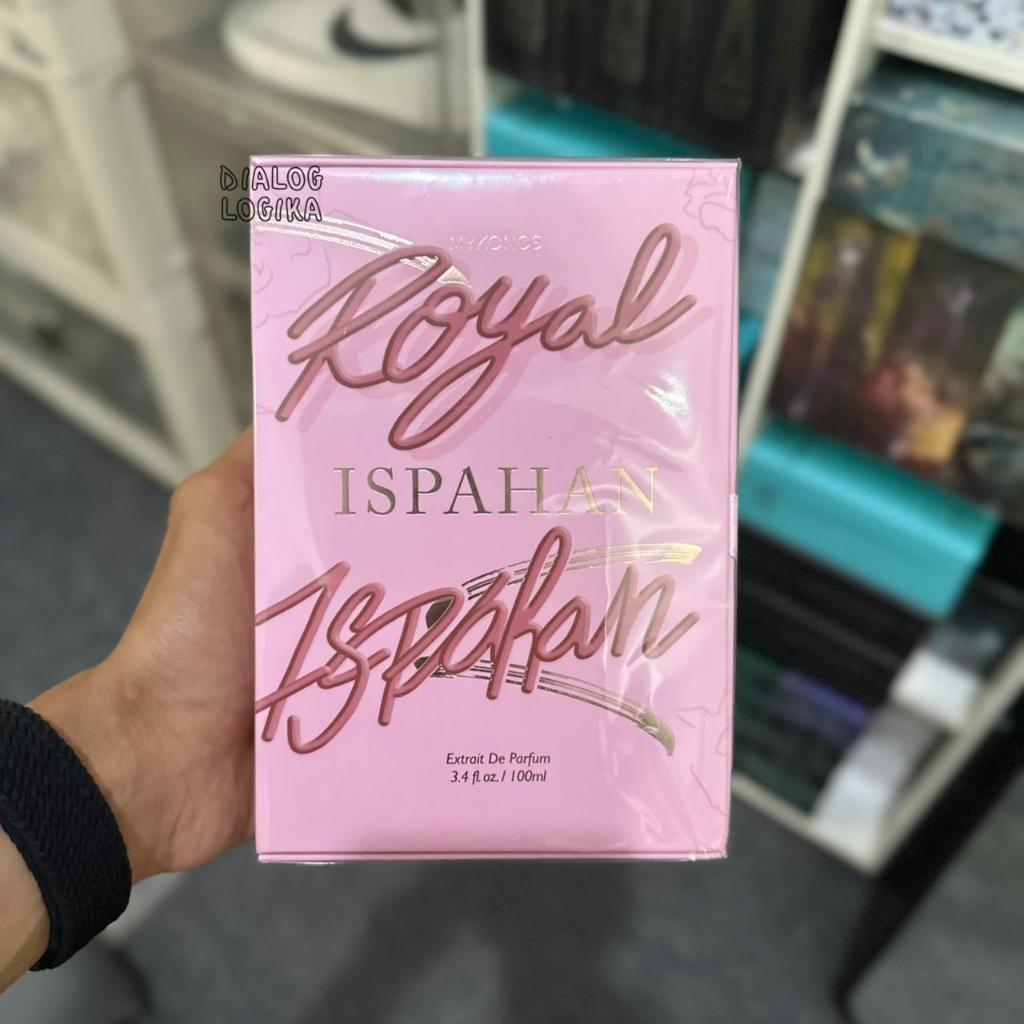 DIALOG
LOGIKA
MYKONOS
Royal
ISPAHAN
Ispahan
Extrait De Parfum
3.4 fl. oz. / 100ml